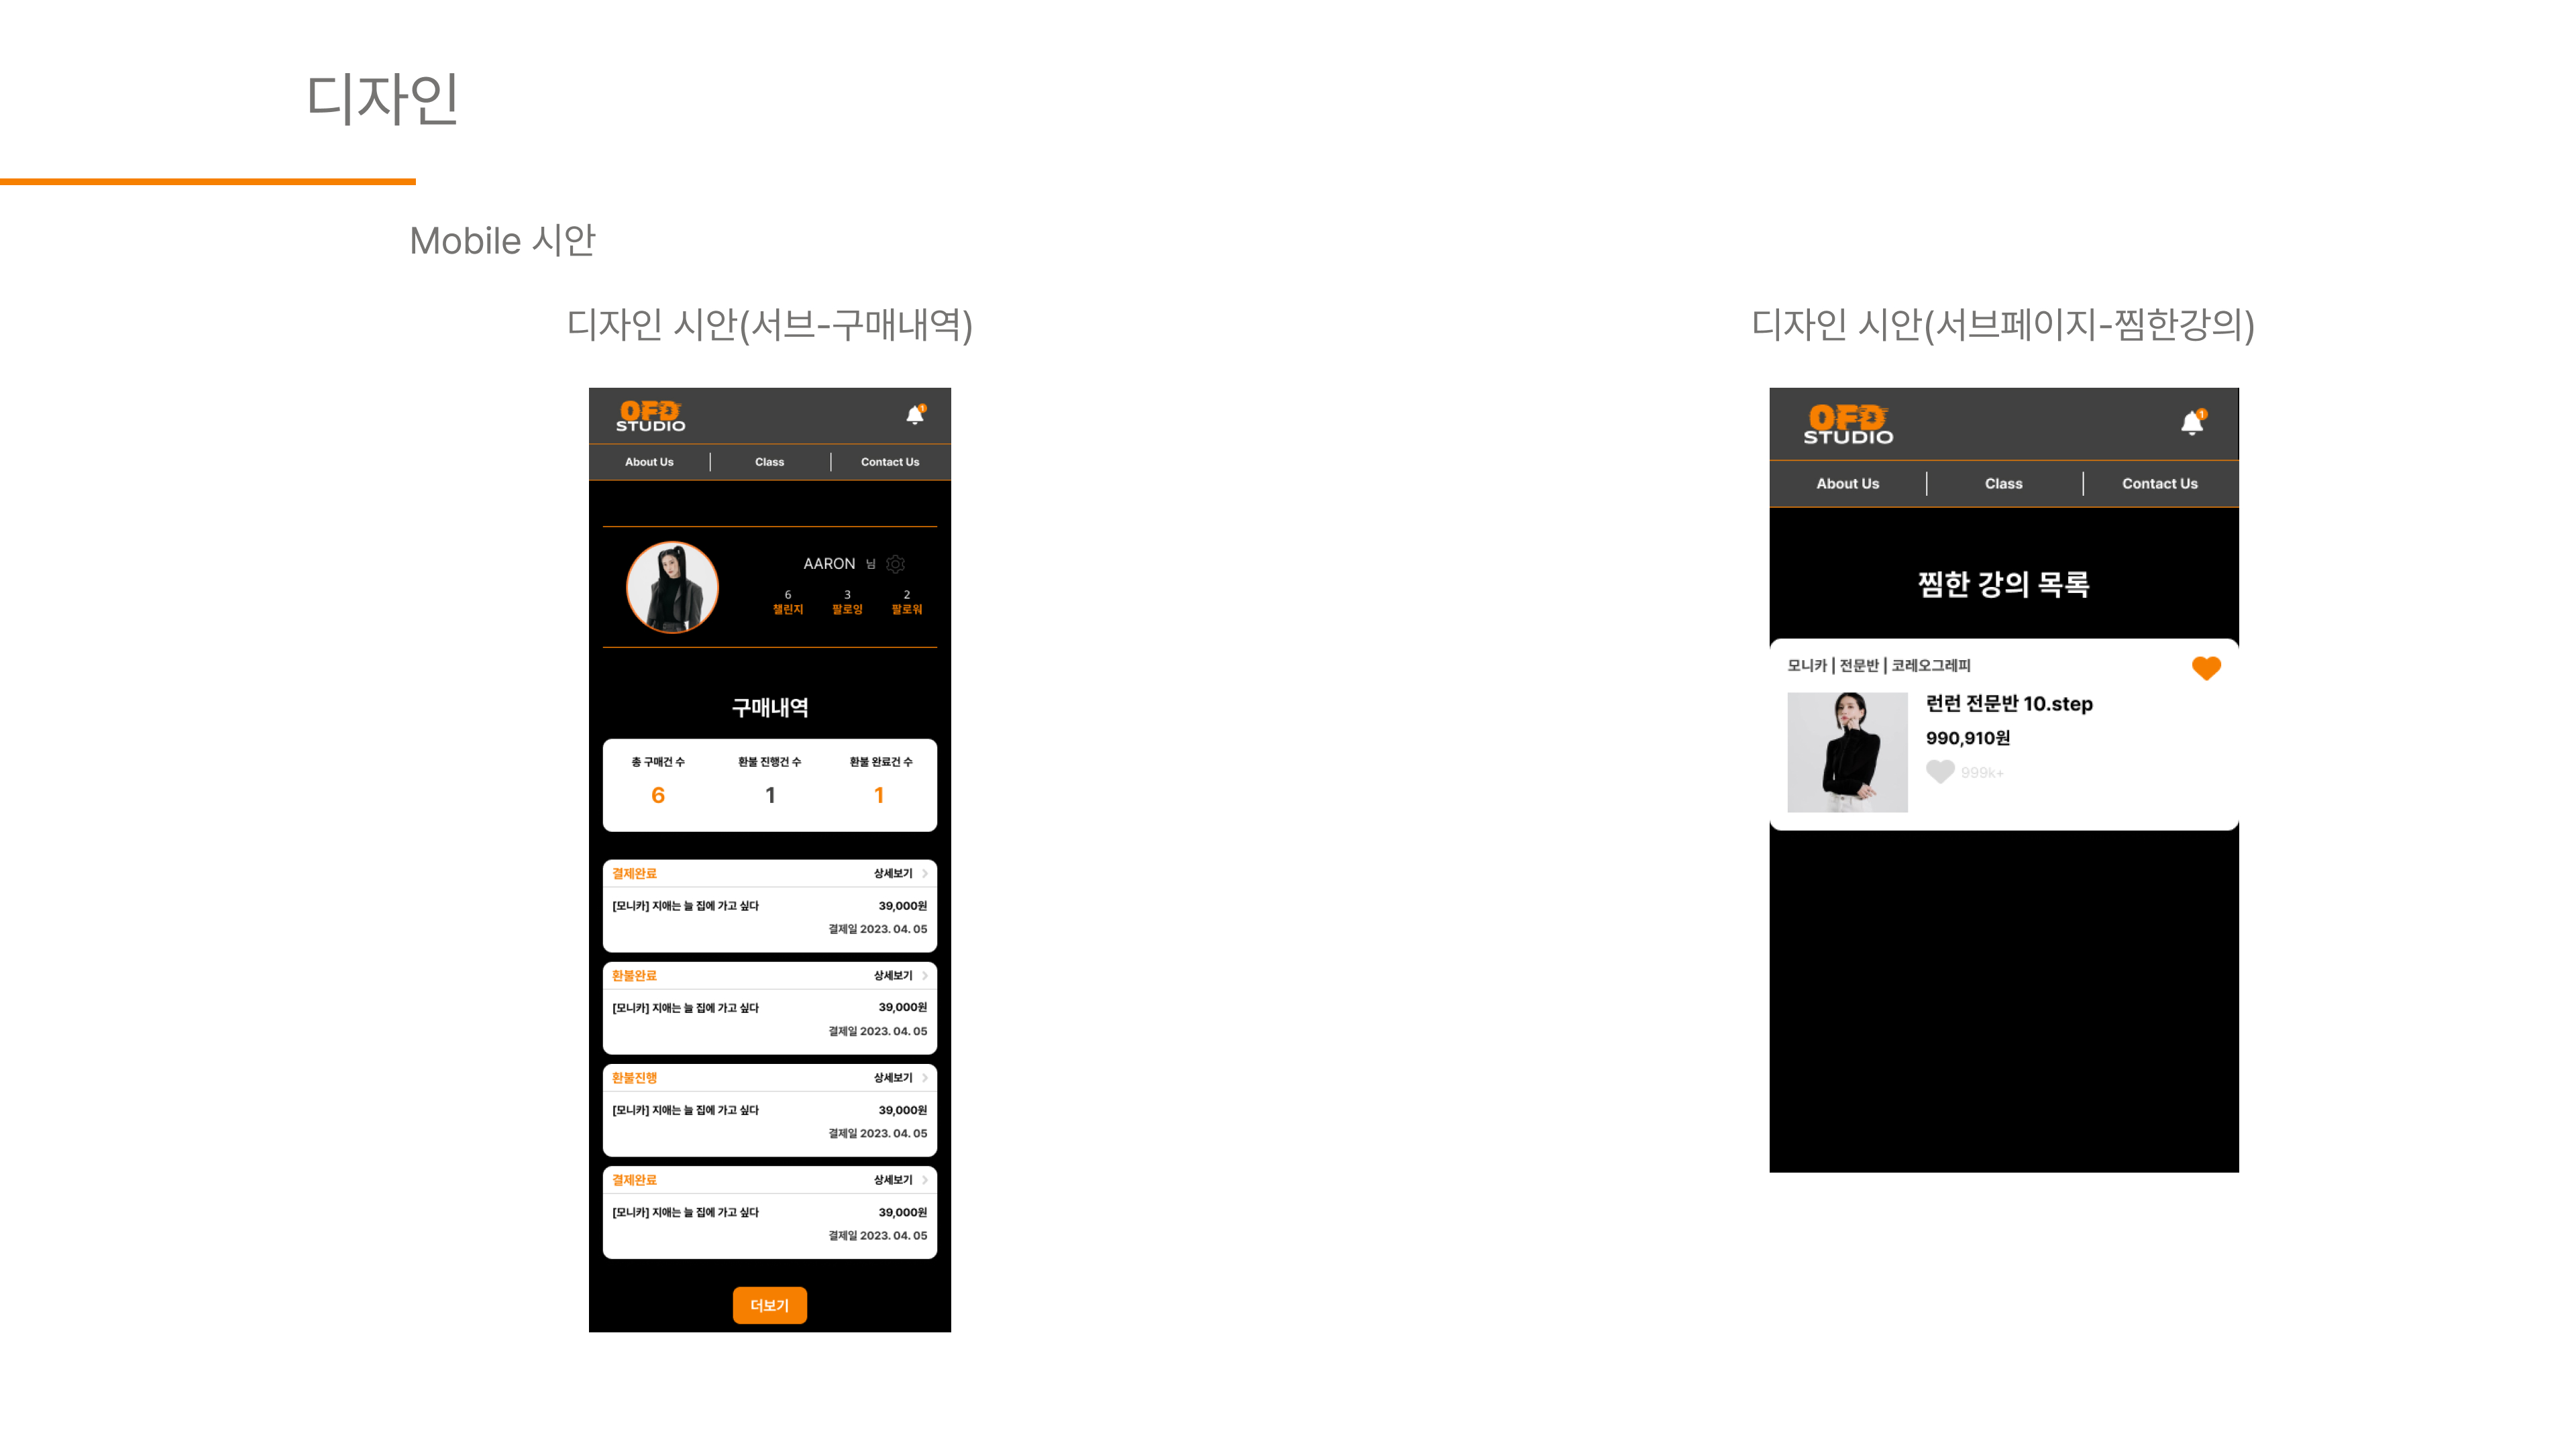 디자인
Mobile 시안
디자인 시안(서브-구매내역)
OFD
STUDIO
1
About Us
Class
Contact Us
AARON 님
6
3
2
챌린지
팔로잉
팔로워
구매내역
총 구매건 수
환불 진행건 수
환불 완료건 수
6
1
1
결제완료
상세보기
[모니카] 지애는 늘 집에 가고 싶다
39,000원
결제일 2023. 04. 05
환불완료
상세보기
[모니카] 지애는 늘 집에 가고 싶다
39,000원
결제일 2023. 04. 05
환불진행
상세보기
[모니카] 지애는 늘 집에 가고 싶다
39,000원
결제일 2023. 04. 05
결제완료
상세보기
[모니카] 지애는 늘 집에 가고 싶다
39,000원
결제일 2023. 04. 05
더보기
디자인 시안(서브페이지-찜한강의)
OFD
STUDIO
1
About Us
Class
Contact Us
찜한 강의 목록
모니카 | 전문반 | 코레오그레피
런런 전문반 10.step
990,910원
999k+